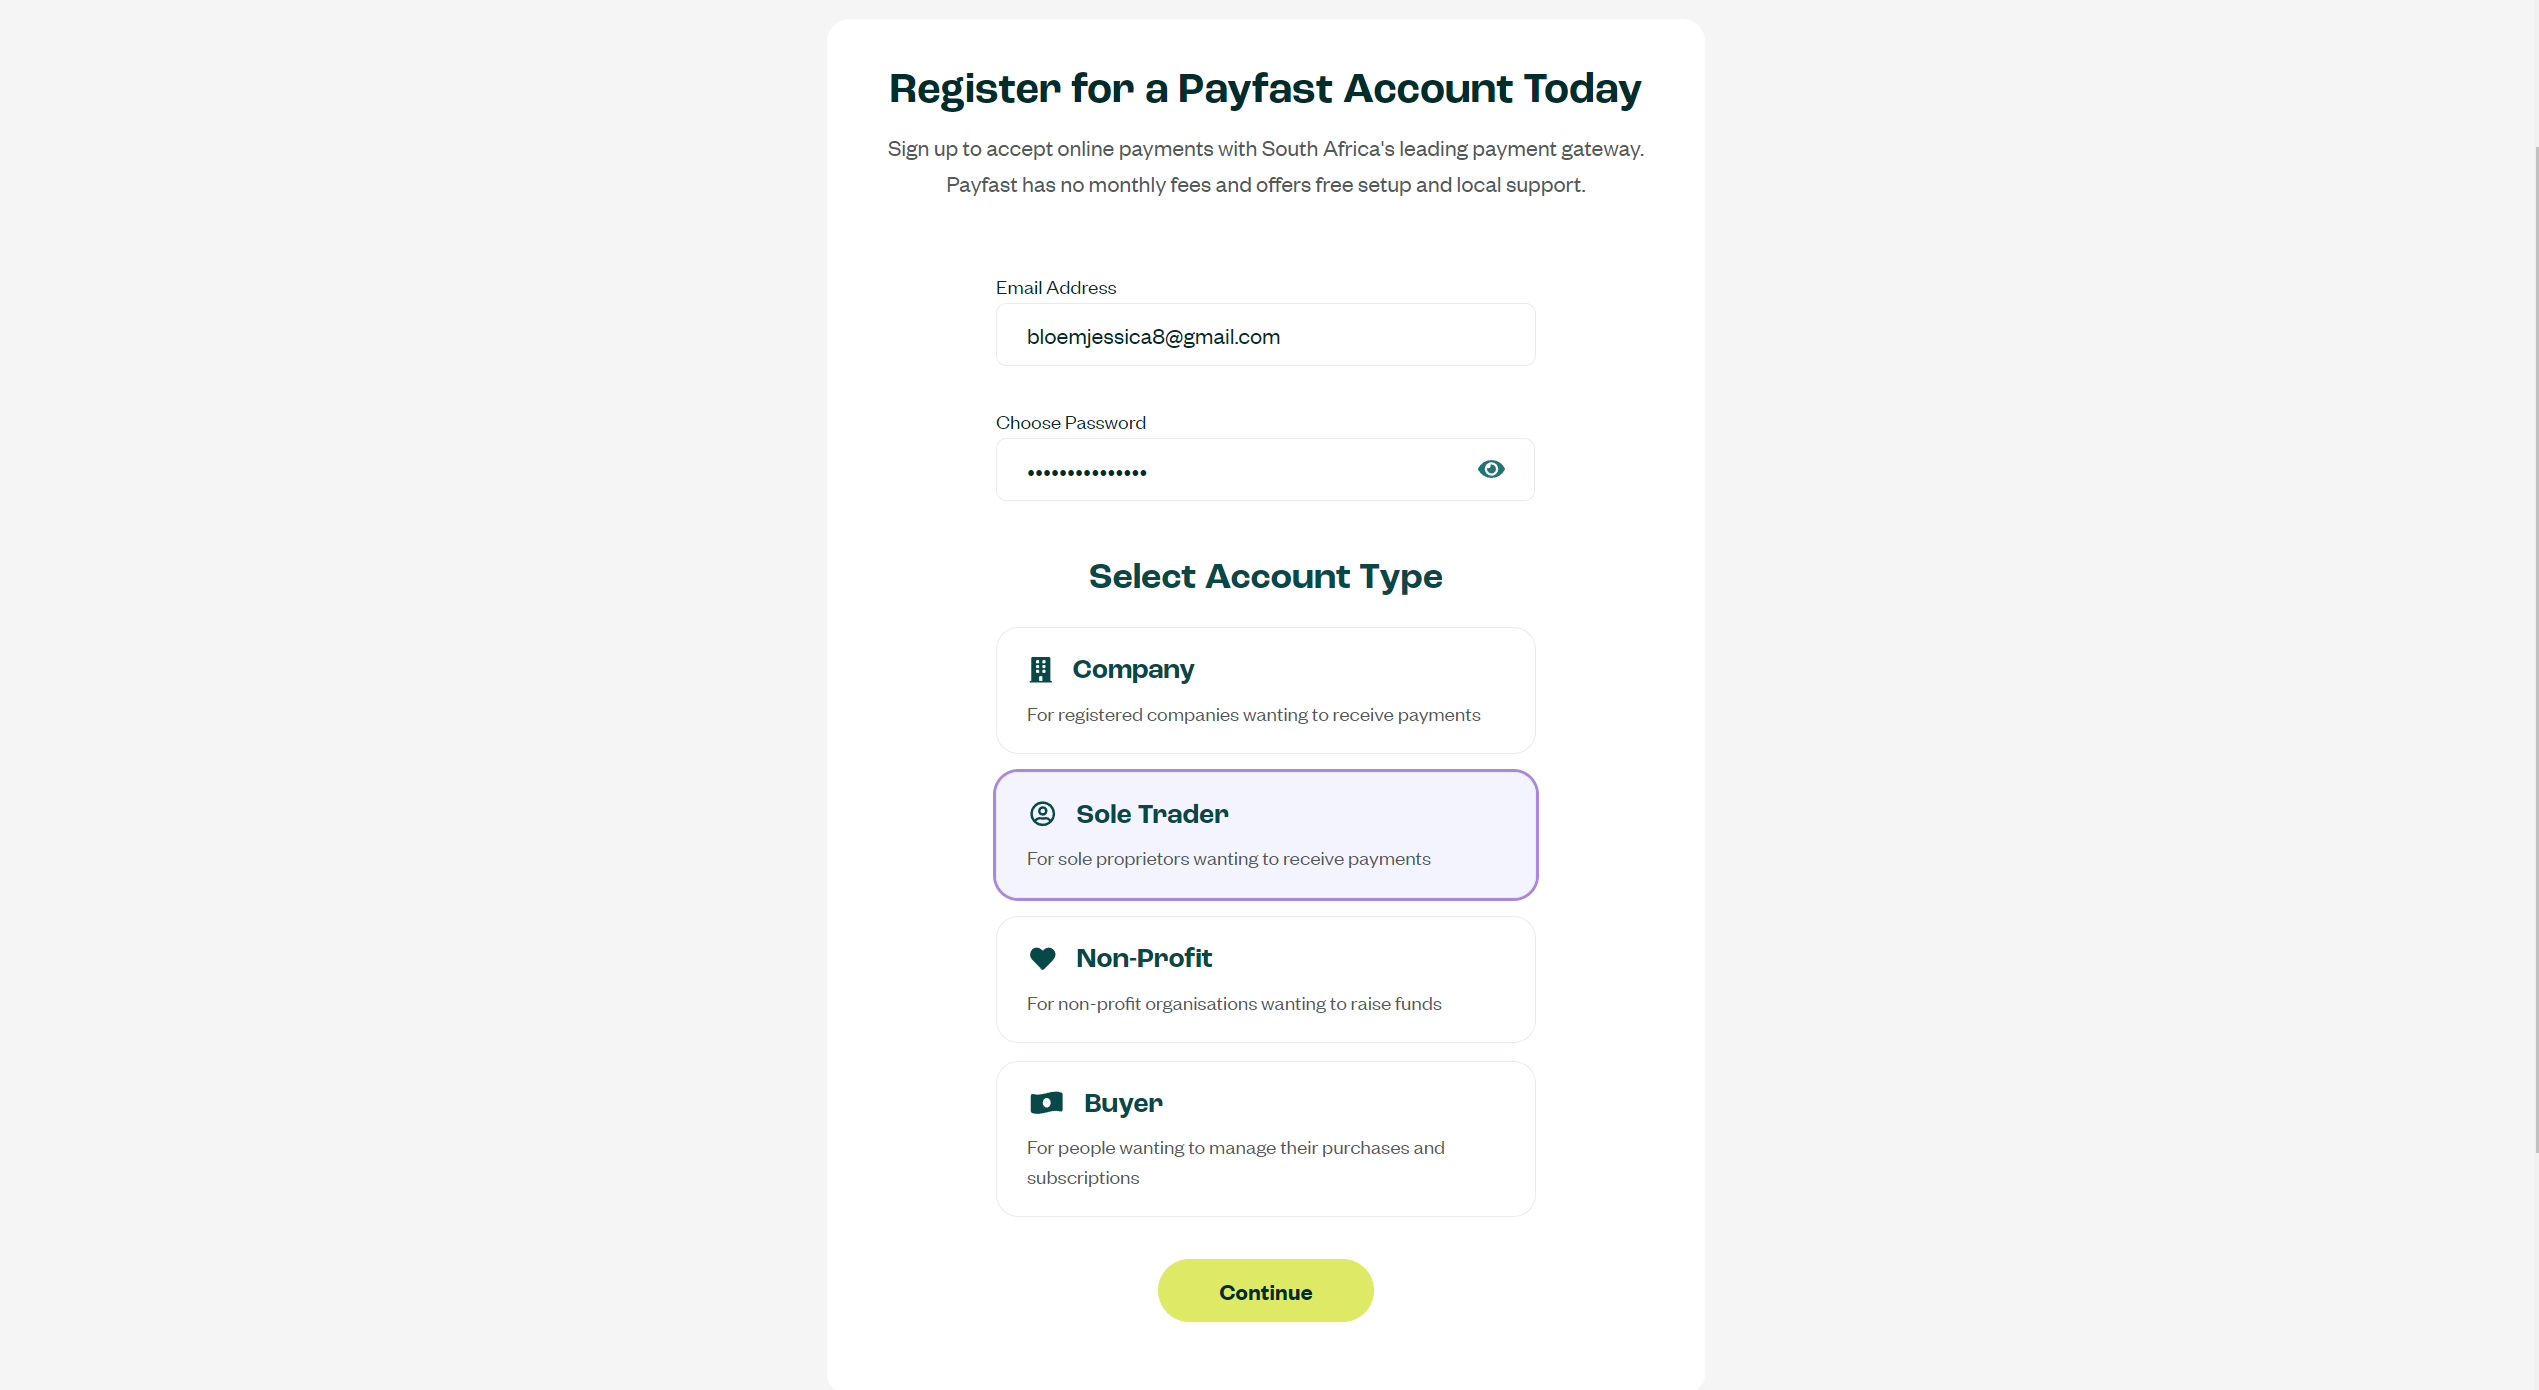 Register for a Payfast Account Today
Sign up to accept online payments with South Africa's leading payment gateway.
Payfast has no monthly fees and offers free setup and local support.
Email Address
bloemjessica8@gmail.com
Choose Password
•••••••••••••••
Select Account Type
Company
For registered companies wanting to receive payments
Sole Trader
For sole proprietors wanting to receive payments
Non-Profit
For non-profit organisations wanting to raise funds
Buyer
For people wanting to manage their purchases and
subscriptions
Continue